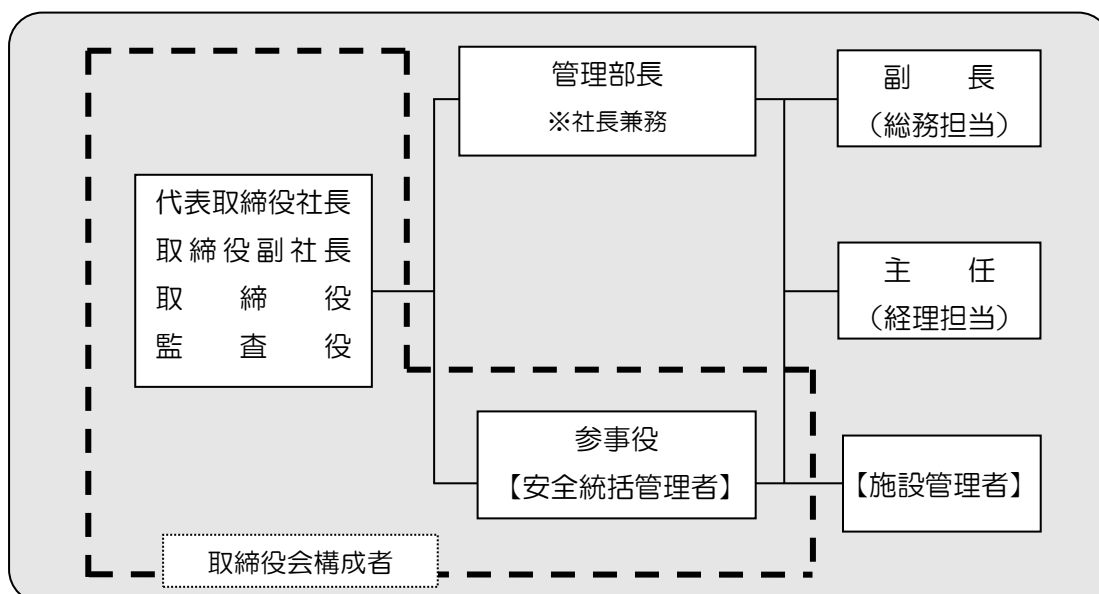 管理部長
※社長兼務
副　　長
（総務担当）
代表取締役社長
取締役副社長
取　締　役
監　査　役
主　　任
（経理担当）
参事役
【安全統括管理者】
【施設管理者】
取締役会構成者